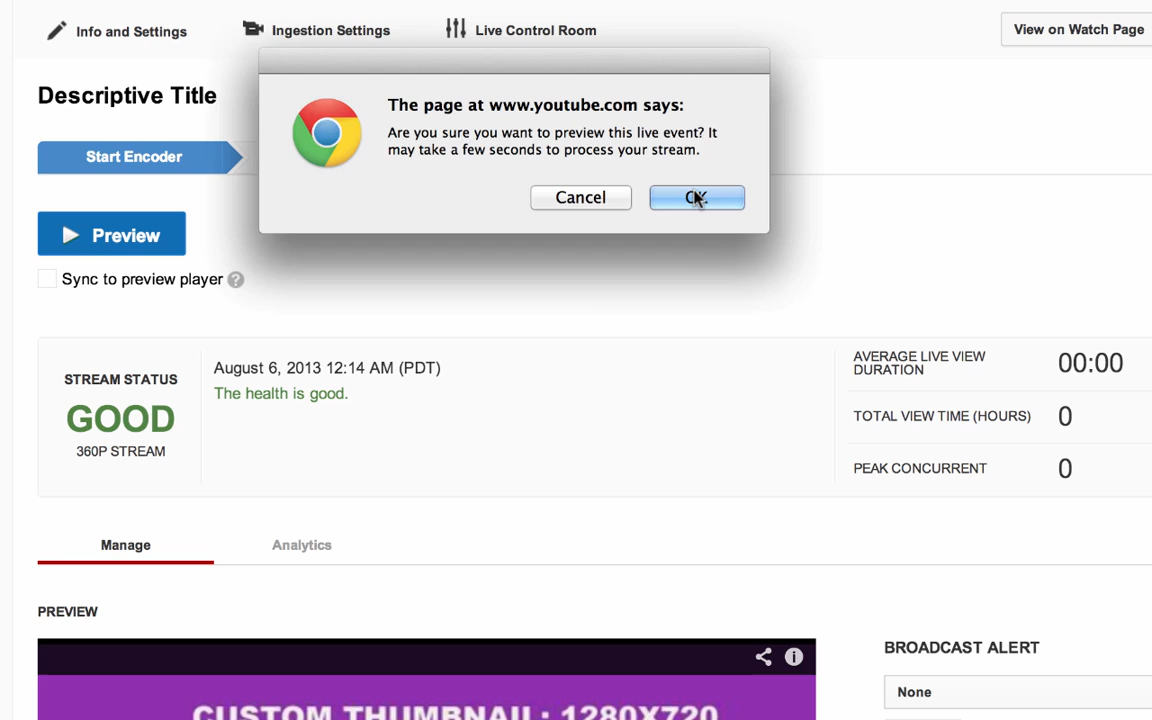 Info and Settings
Ingestion Settings
Live Control Room
View on Watch Page
Descriptive Title
The page at www.youtube.com says:
Are you sure you want to preview this live event? It
may take a few seconds to process your stream.
Cancel
OK
Start Encoder
Preview
Sync to preview player ?
STREAM STATUS
GOOD
360P STREAM
August 6, 2013 12:14 AM (PDT)
The health is good.
AVERAGE LIVE VIEW
DURATION
00:00
TOTAL VIEW TIME (HOURS)
0
PEAK CONCURRENT
0
Manage
Analytics
PREVIEW
CUSTOM THUMBNAIL: 1280X720
BROADCAST ALERT
None